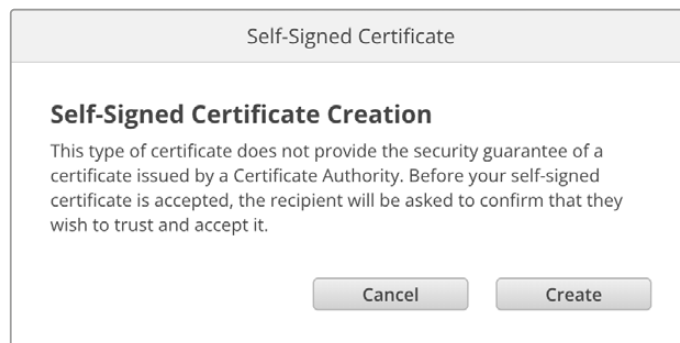 Self-Signed Certificate
Self-Signed Certificate Creation
This type of certificate does not provide the security guarantee of a
certificate issued by a Certificate Authority. Before your self-signed
certificate is accepted, the recipient will be asked to confirm that they
wish to trust and accept it.
Cancel Create